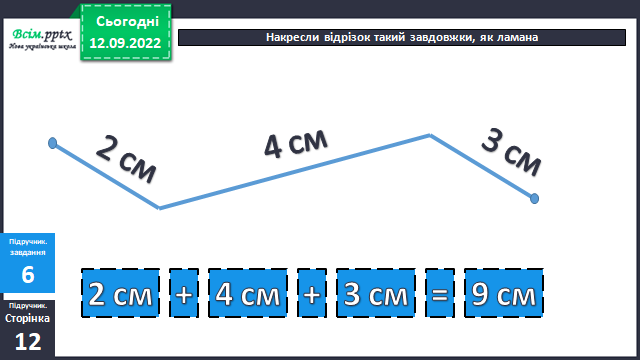 Всім.pptx
Нова українська школа
Сьогодні
12.09.2022
Накресли відрізок такий завдовжки, як ламана
2 см
4 см
3 см
Підручник.
завдання
6
Підручник.
Сторінка
12
2 см + 4 см + 3 см = 9 см